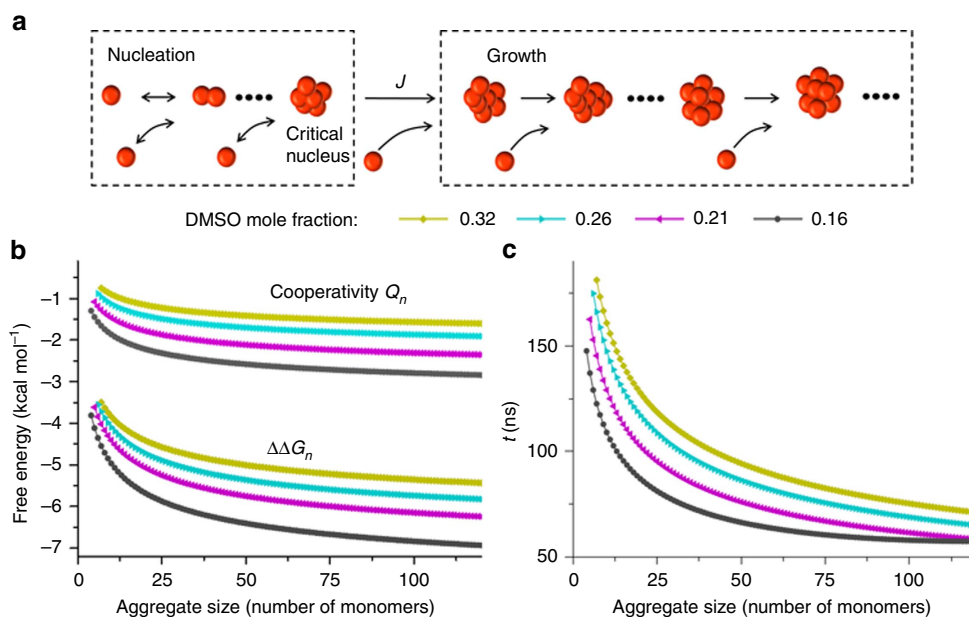 a
Nucleation
Critical
nucleus
J
Growth
DMSO mole fraction: 0.32 0.26 0.21 0.16
b
Cooperativity Qn
ΔΔGn
Free energy (kcal mol−1)
−1
−2
−3
−4
−5
−6
−7
0 25 50 75 100
Aggregate size (number of monomers)
c
t (ns)
150
100
50
0 25 50 75 100
Aggregate size (number of monomers)